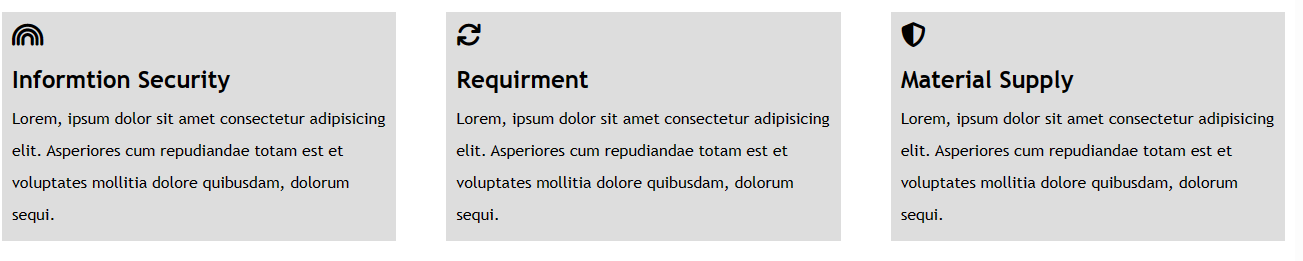 Informtion Security
Lorem, ipsum dolor sit amet consectetur adipisicing
elit. Asperiores cum repudiandae totam est et
voluptates mollitia dolore quibusdam, dolorum
sequi.
Requirment
Lorem, ipsum dolor sit amet consectetur adipisicing
elit. Asperiores cum repudiandae totam est et
voluptates mollitia dolore quibusdam, dolorum
sequi.
Material Supply
Lorem, ipsum dolor sit amet consectetur adipisicing
elit. Asperiores cum repudiandae totam est et
voluptates mollitia dolore quibusdam, dolorum
sequi.